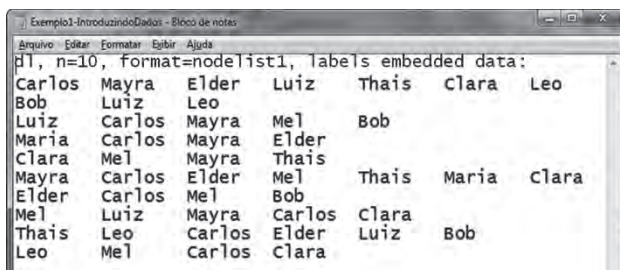 Exemplo1-IntroduzindoDados - Bloco de notas
Arquivo Editar Formatar Exibir Ajuda
dl, n=10, format=nodelist1, labels embedded data:
Carlos Mayra Elder Luiz Thais Clara Leo
Bob Luiz Leo
Luiz Carlos Mayra Mel Bob
Maria Carlos Mayra Elder
Clara Mel Mayra Thais
Mayra Carlos Elder Mel Thais Maria Clara
Elder Carlos Mel Bob
Mel Luiz Mayra Carlos Clara
Thais Leo Carlos Elder Luiz Bob
Leo Mel Carlos Clara